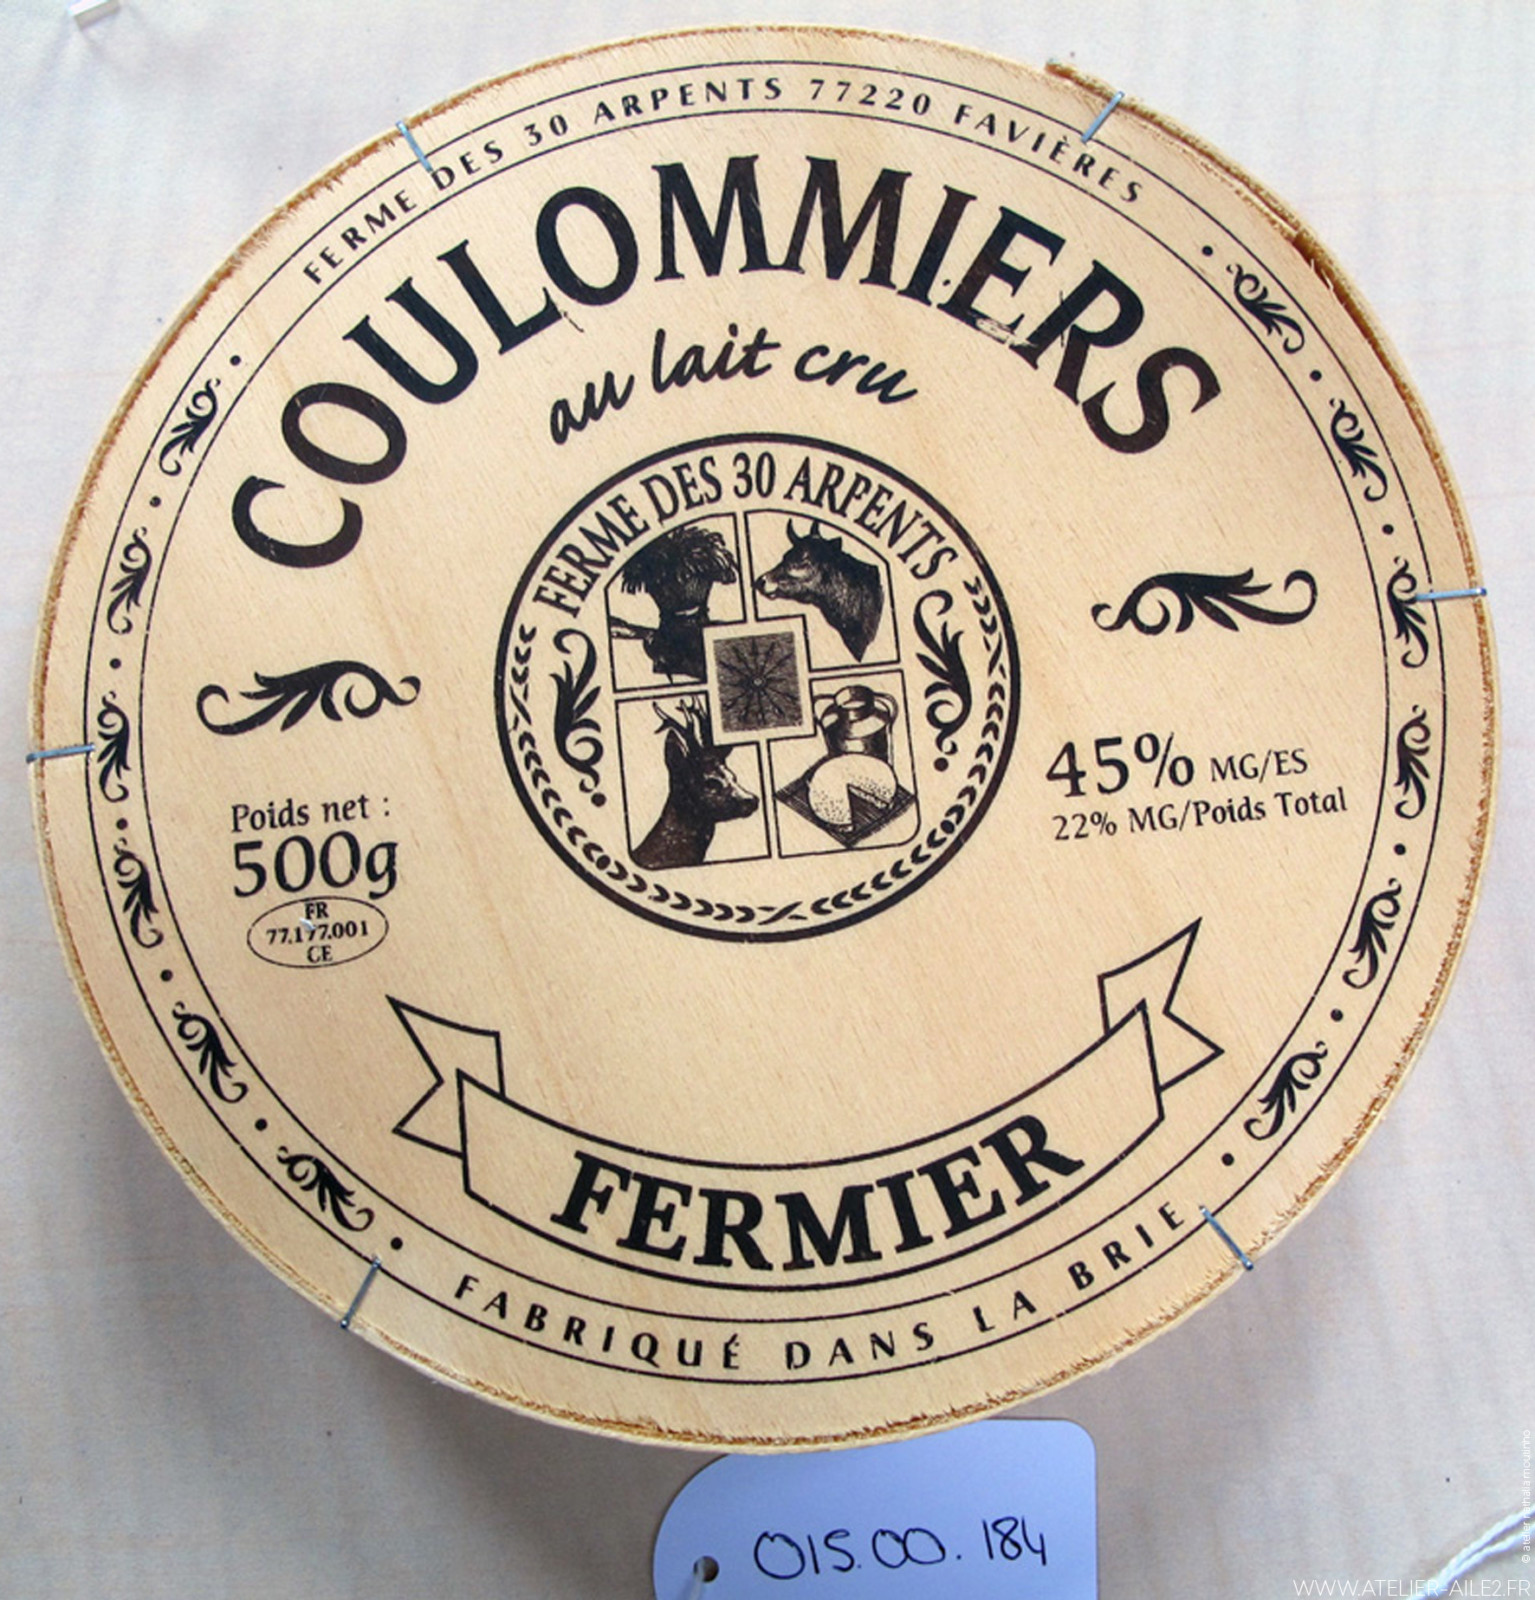 FERME DES 30 ARPENTS 77220 FAVIÈRES
COULOMMIERS
au lait cru
FERME DES 30 ARPENTS
45% MG/ES
22% MG/Poids Total
Poids net :
500g
FR
77.177.001
CE
FERMIER
FABRIQUÉ DANS LA BRIE
015.00.184
WWW.ATELIER-AILE2.FR